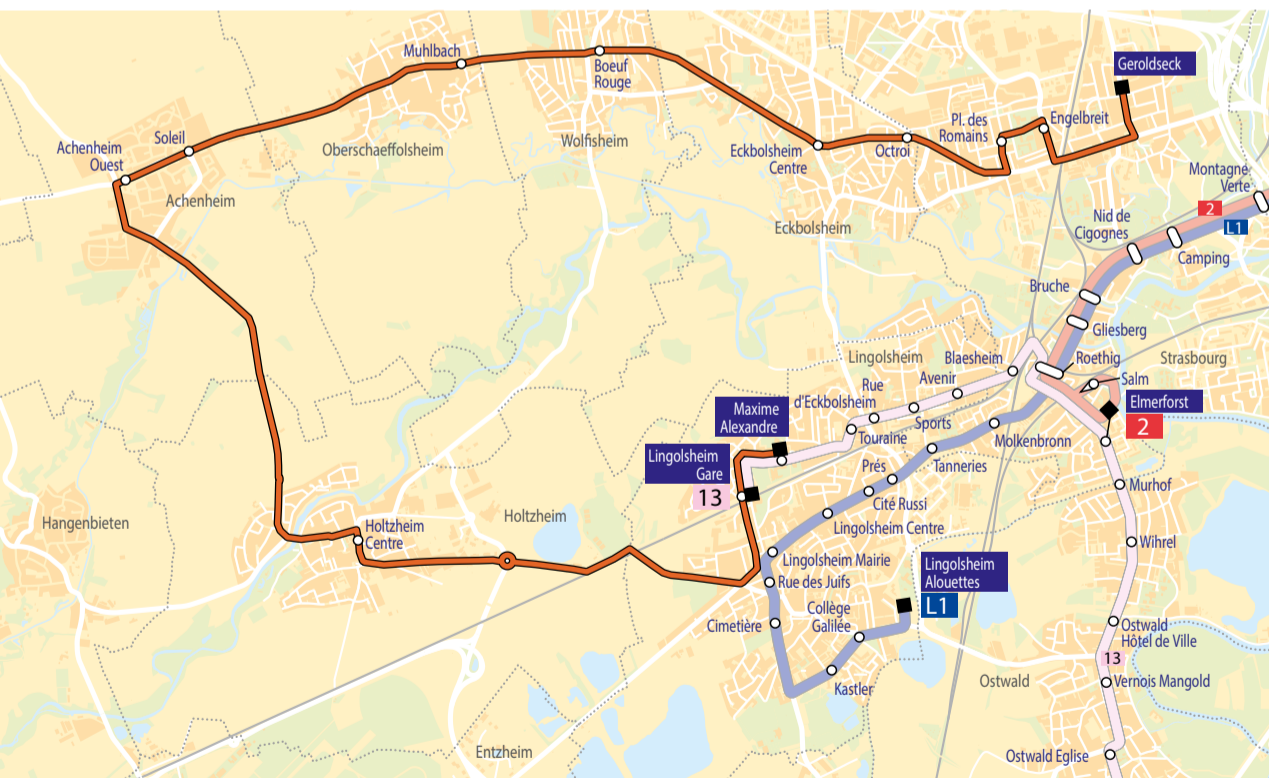 Geroldseck
Muhlbach
Boeuf
Rouge
Pl. des
Romains
Engelbreit
Achenheim
Ouest
Soleil
Oberschaeffolsheim
Wolfisheim
Eckbolsheim
Centre
Octroi
Montagne
Verte
Achenheim
2
L1
Nid de
Cigognes
Eckbolsheim
Camping
Bruche
Gliesberg
Lingolsheim
Blaesheim
Roethig
Strasbourg
Salm
Avenir
Rue
d'Eckbolsheim
Elmerforst
2
Maxime
Alexandre
Sports
Touraine
Molkenbronn
Lingolsheim
Gare
13
Tanneries
Prés
Cité Russi
Murhof
Hangenbieten
Holtzheim
Centre
Holtzheim
Lingolsheim Centre
Wihrel
Lingolsheim Mairie
Lingolsheim
Alouettes
L1
Rue des Juifs
Collège
Galilée
Cimetière
Ostwald
Hôtel de Ville
13
Kastler
Ostwald
Vernois Mangold
Entzheim
Ostwald Eglise